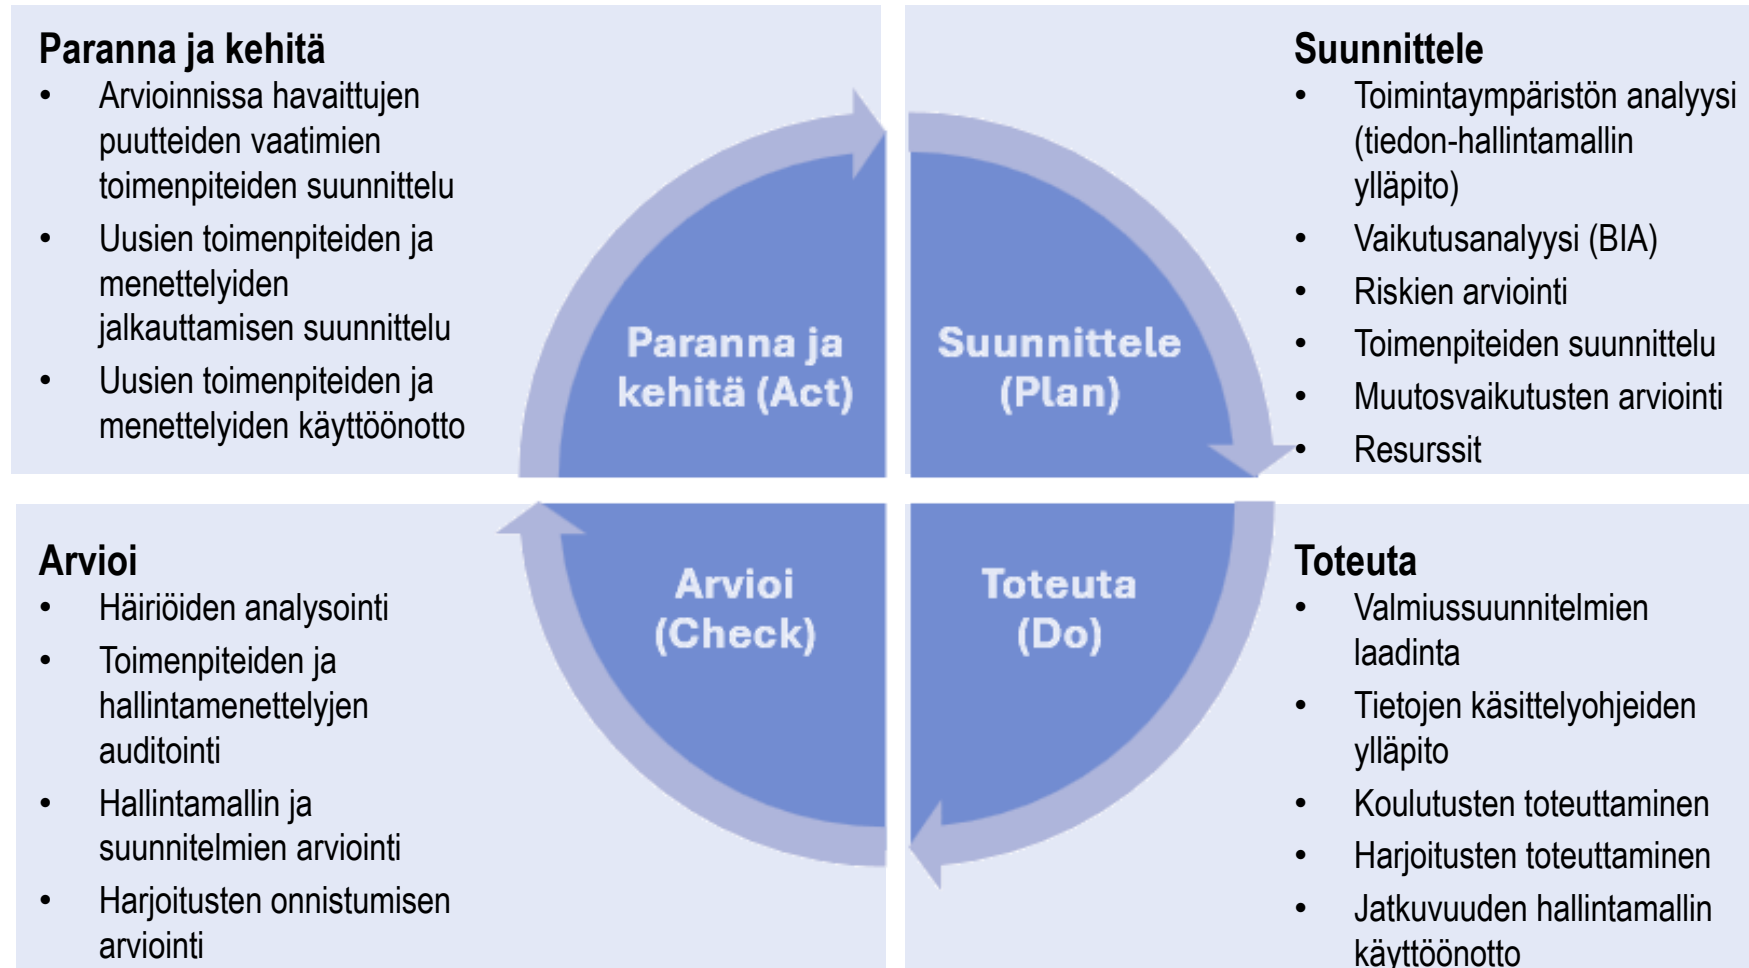 Paranna ja kehitä
• Arvioinnissa havaittujen
puutteiden vaatimien
toimenpiteiden suunnittelu
• Uusien toimenpiteiden ja
menettelyiden
jalkauttamisen suunnittelu
• Uusien toimenpiteiden ja
menettelyiden käyttöönotto
Suunnittele
• Toimintaympäristön analyysi
(tiedon-hallintamallin
ylläpito)
• Vaikutusanalyysi (BIA)
• Riskien arviointi
• Toimenpiteiden suunnittelu
• Muutosvaikutusten arviointi
• Resurssit
Paranna ja
kehitä (Act)
Suunnittele
(Plan)
Arvioi
(Check)
Toteuta
(Do)
Arvioi
• Häiriöiden analysointi
• Toimenpiteiden ja
hallintamenettelyjen
auditointi
• Hallintamallin ja
suunnitelmien arviointi
• Harjoitusten onnistumisen
arviointi
Toteuta
• Valmiussuunnitelmien
laadinta
• Tietojen käsittelyohjeiden
ylläpito
• Koulutusten toteuttaminen
• Harjoitusten toteuttaminen
• Jatkuvuuden hallintamallin
käyttöönotto